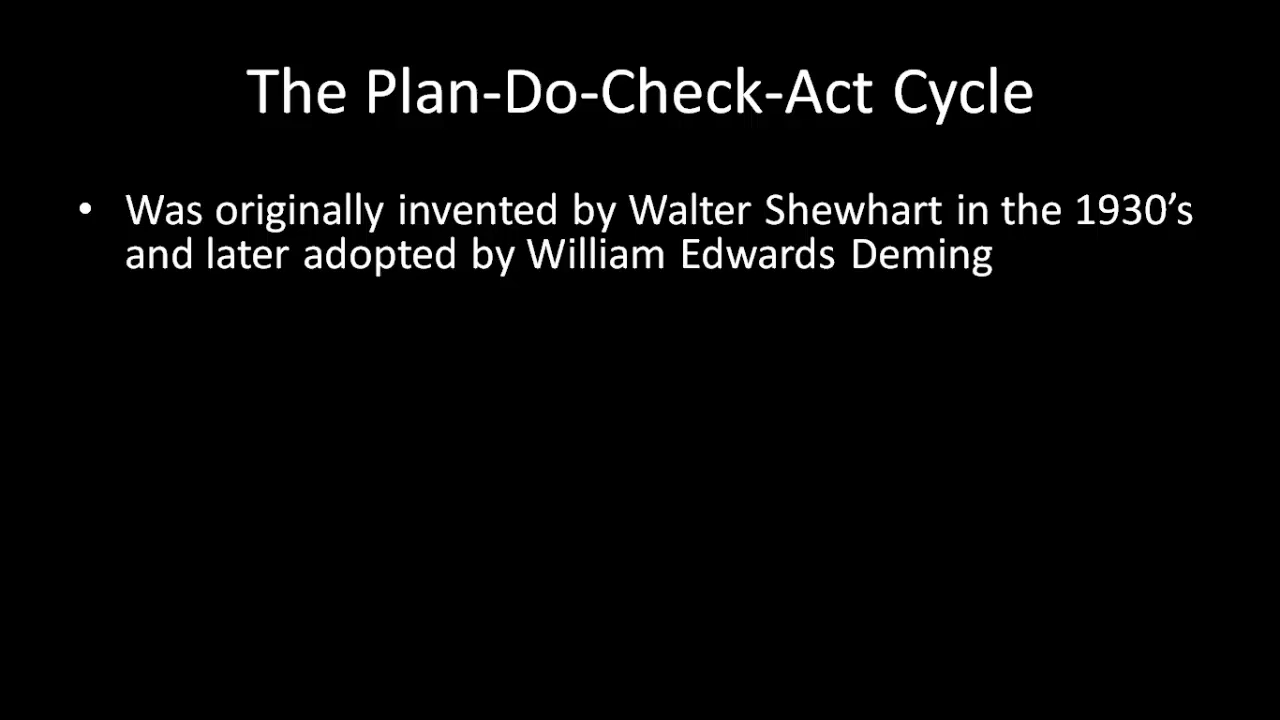 The Plan-Do-Check-Act Cycle
• Was originally invented by Walter Shewhart in the 1930’s
and later adopted by William Edwards Deming